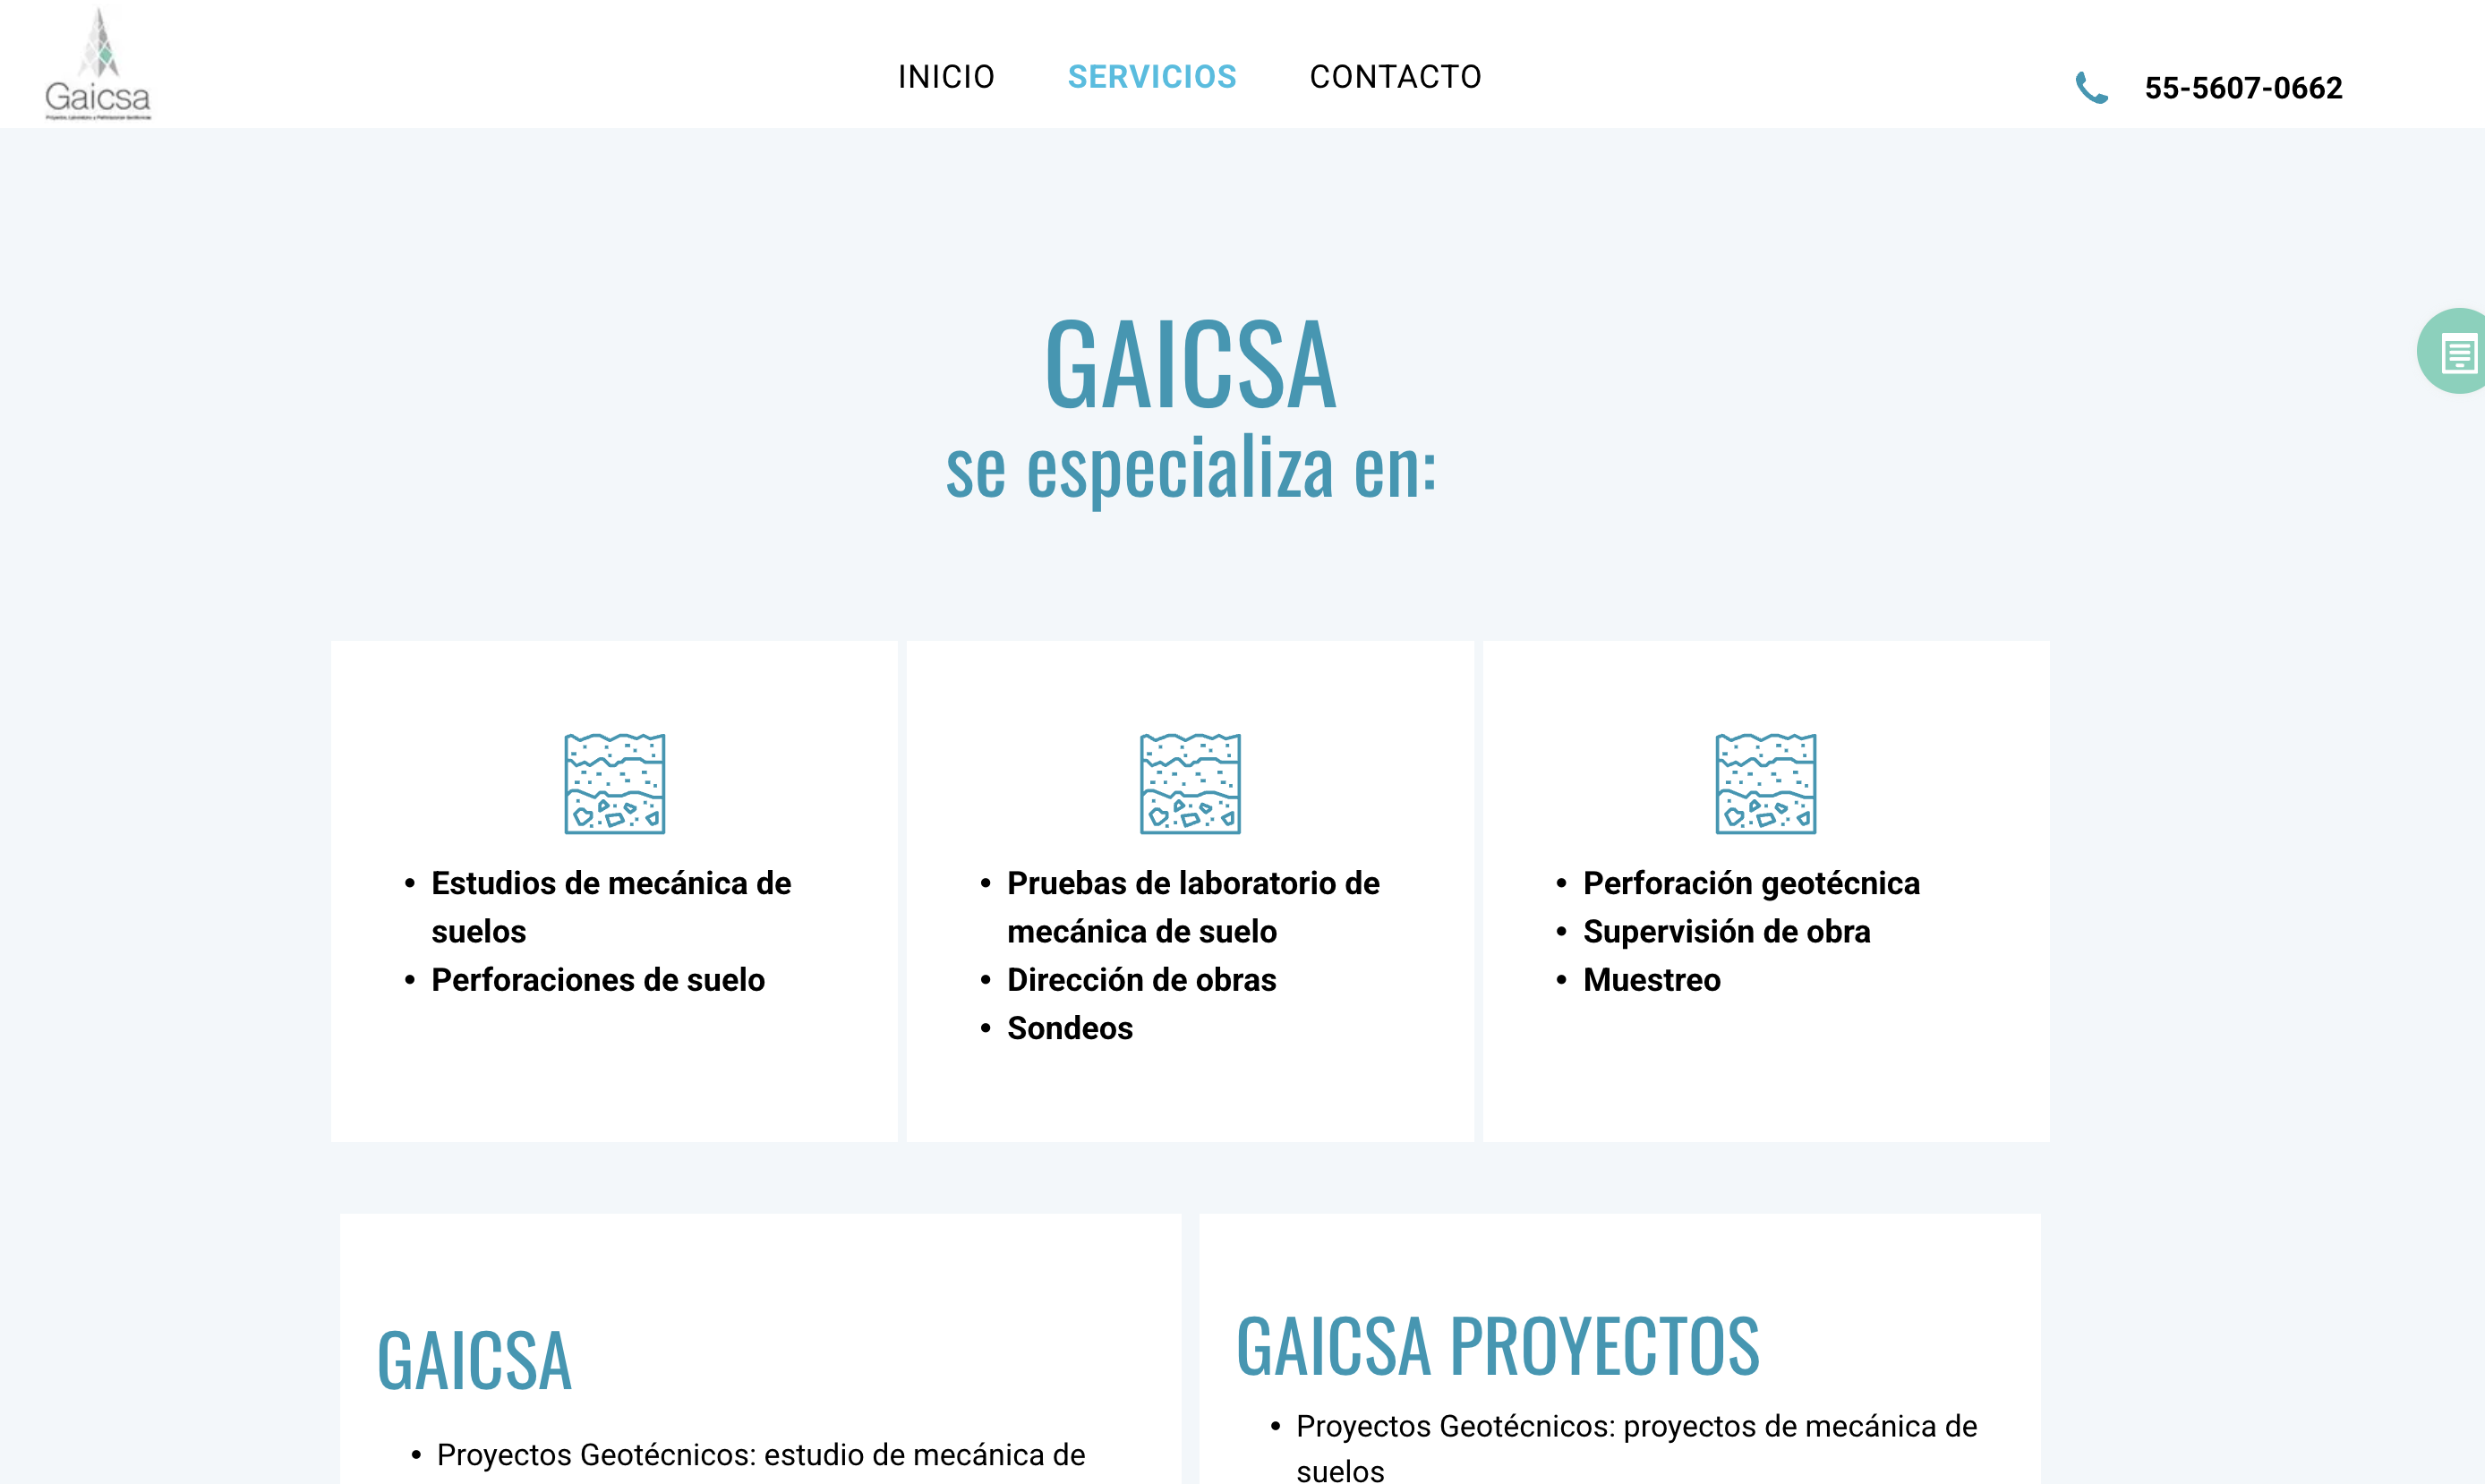 Gaicsa
INICIO
SERVICIOS
CONTACTO
55-5607-0662
GAICSA
se especializa en:
• Estudios de mecánica de
suelos
• Perforaciones de suelo
• Pruebas de laboratorio de
mecánica de suelo
• Dirección de obras
• Sondeos
• Perforación geotécnica
• Supervisión de obra
• Muestreo
GAICSA
• Proyectos Geotécnicos: estudio de mecánica de
GAICSA PROYECTOS
• Proyectos Geotécnicos: proyectos de mecánica de
suelos